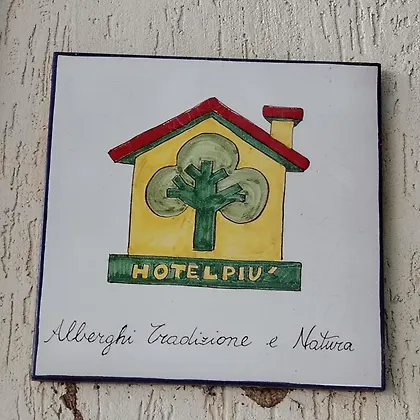 HOTELPIU'
Alberghi Tradizione e Natura